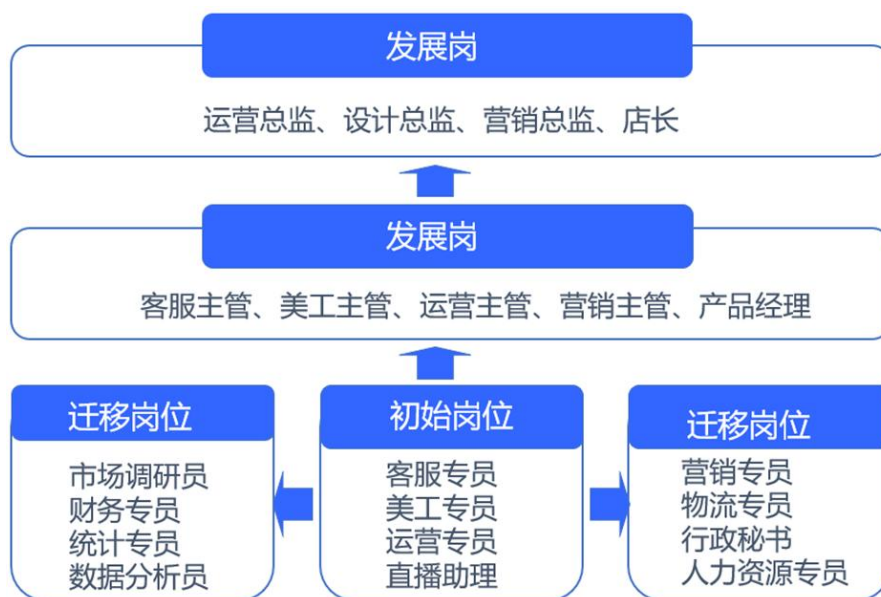 发展岗
运营总监、设计总监、营销总监、店长
发展岗
客服主管、美工主管、运营主管、营销主管、产品经理
迁移岗位
市场调研员
财务专员
统计专员
数据分析员
初始岗位
客服专员
美工专员
运营专员
直播助理
迁移岗位
营销专员
物流专员
行政秘书
人力资源专员